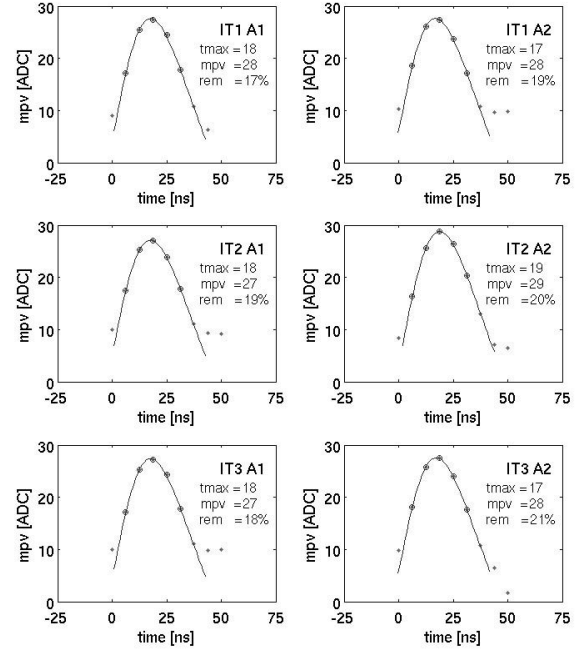 IT1 A1
tmax = 18
mpv = 28
rem = 17%
mpv [ADC]
30
20
10
0
-25 0 25 50 75
time [ns]
IT1 A2
tmax = 17
mpv = 28
rem = 19%
mpv [ADC]
30
20
10
0
-25 0 25 50 75
time [ns]
IT2 A1
tmax = 18
mpv = 27
rem = 19%
mpv [ADC]
30
20
10
0
-25 0 25 50 75
time [ns]
IT2 A2
tmax = 19
mpv = 29
rem = 20%
mpv [ADC]
30
20
10
0
-25 0 25 50 75
time [ns]
IT3 A1
tmax = 18
mpv = 27
rem = 18%
mpv [ADC]
30
20
10
0
-25 0 25 50 75
time [ns]
IT3 A2
tmax = 17
mpv = 28
rem = 21%
mpv [ADC]
30
20
10
0
-25 0 25 50 75
time [ns]